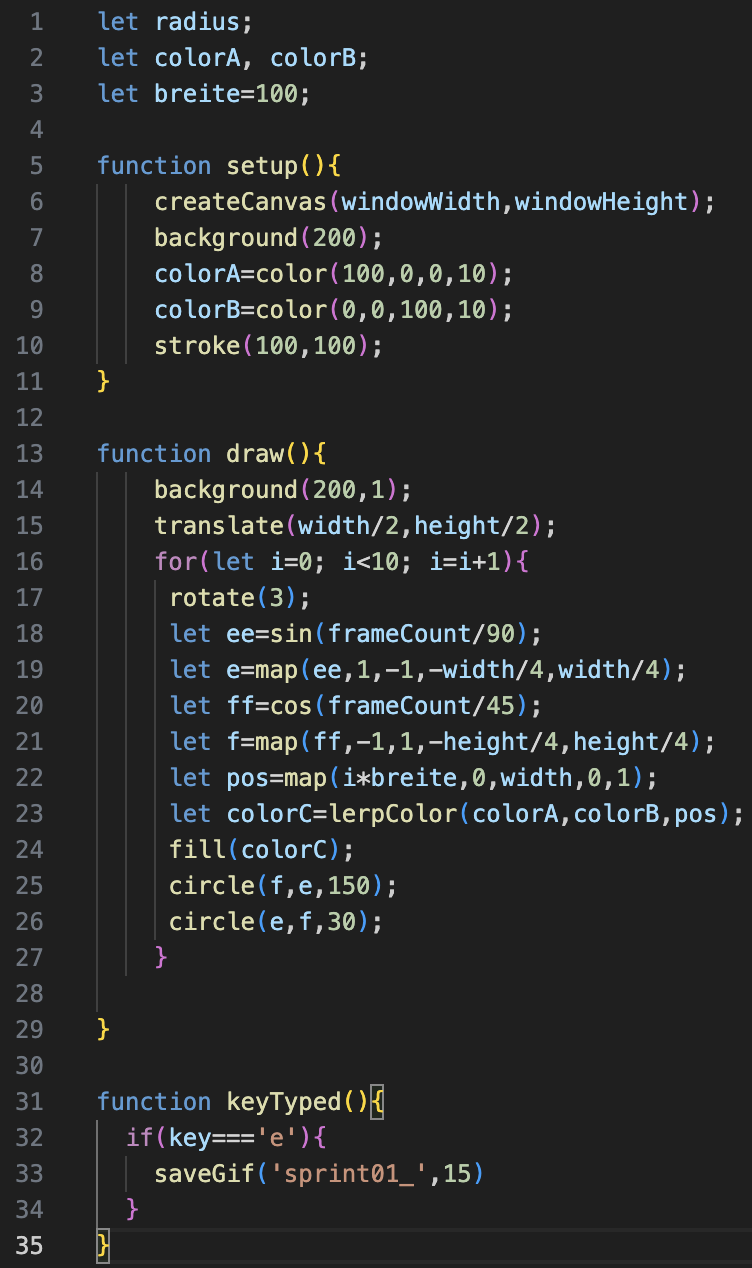 1 let radius;
2 let colorA, colorB;
3 let breite=100;
4
5 function setup(){
6 createCanvas(windowWidth,windowHeight);
7 background(200);
8 colorA=color(100,0,0,10);
9 colorB=color(0,0,100,10);
10 stroke(100,100);
11 }
12
13 function draw(){
14 background(200,1);
15 translate(width/2,height/2);
16 for(let i=0; i<10; i=i+1){
17 rotate(3);
18 let ee=sin(frameCount/90);
19 let e=map(ee,1,-1,-width/4,width/4);
20 let ff=cos(frameCount/45);
21 let f=map(ff,-1,1,-height/4,height/4);
22 let pos=map(i*breite,0,width,0,1);
23 let colorC=lerpColor(colorA,colorB,pos);
24 fill(colorC);
25 circle(f,e,150);
26 circle(e,f,30);
27 }
28
29 }
30
31 function keyTyped(){
32 if(key==='e'){
33 saveGif('sprint01_',15)
34 }
35 }